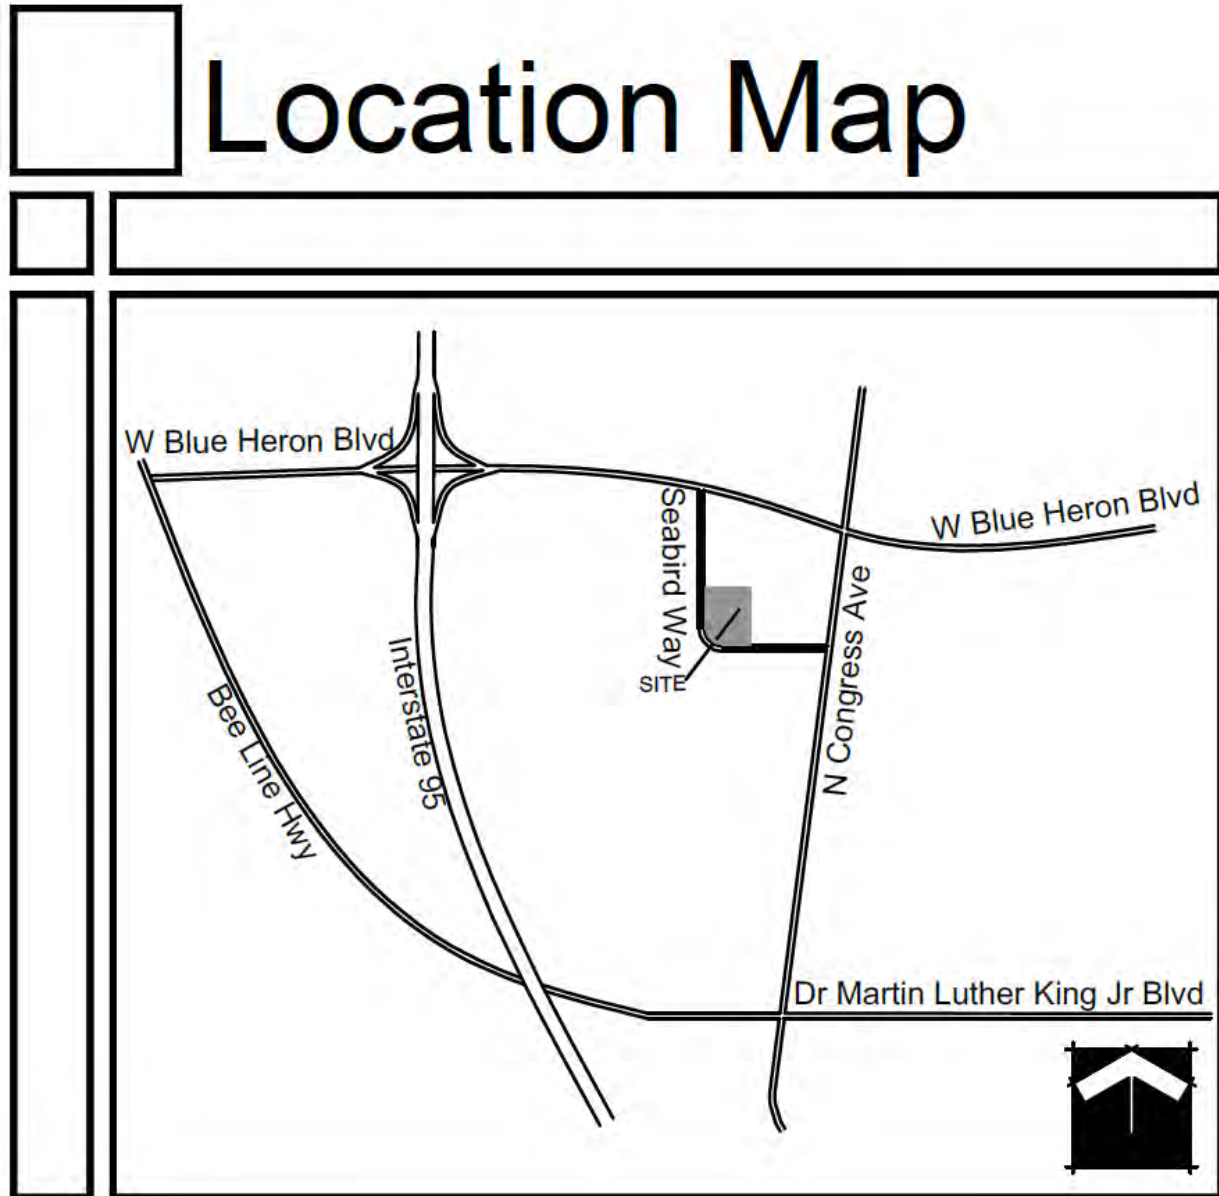 Location Map
W Blue Heron Blvd
W Blue Heron Blvd
Seabird Way
SITE
N Congress Ave
Interstate 95
Bee Line Hwy
Dr Martin Luther King Jr Blvd